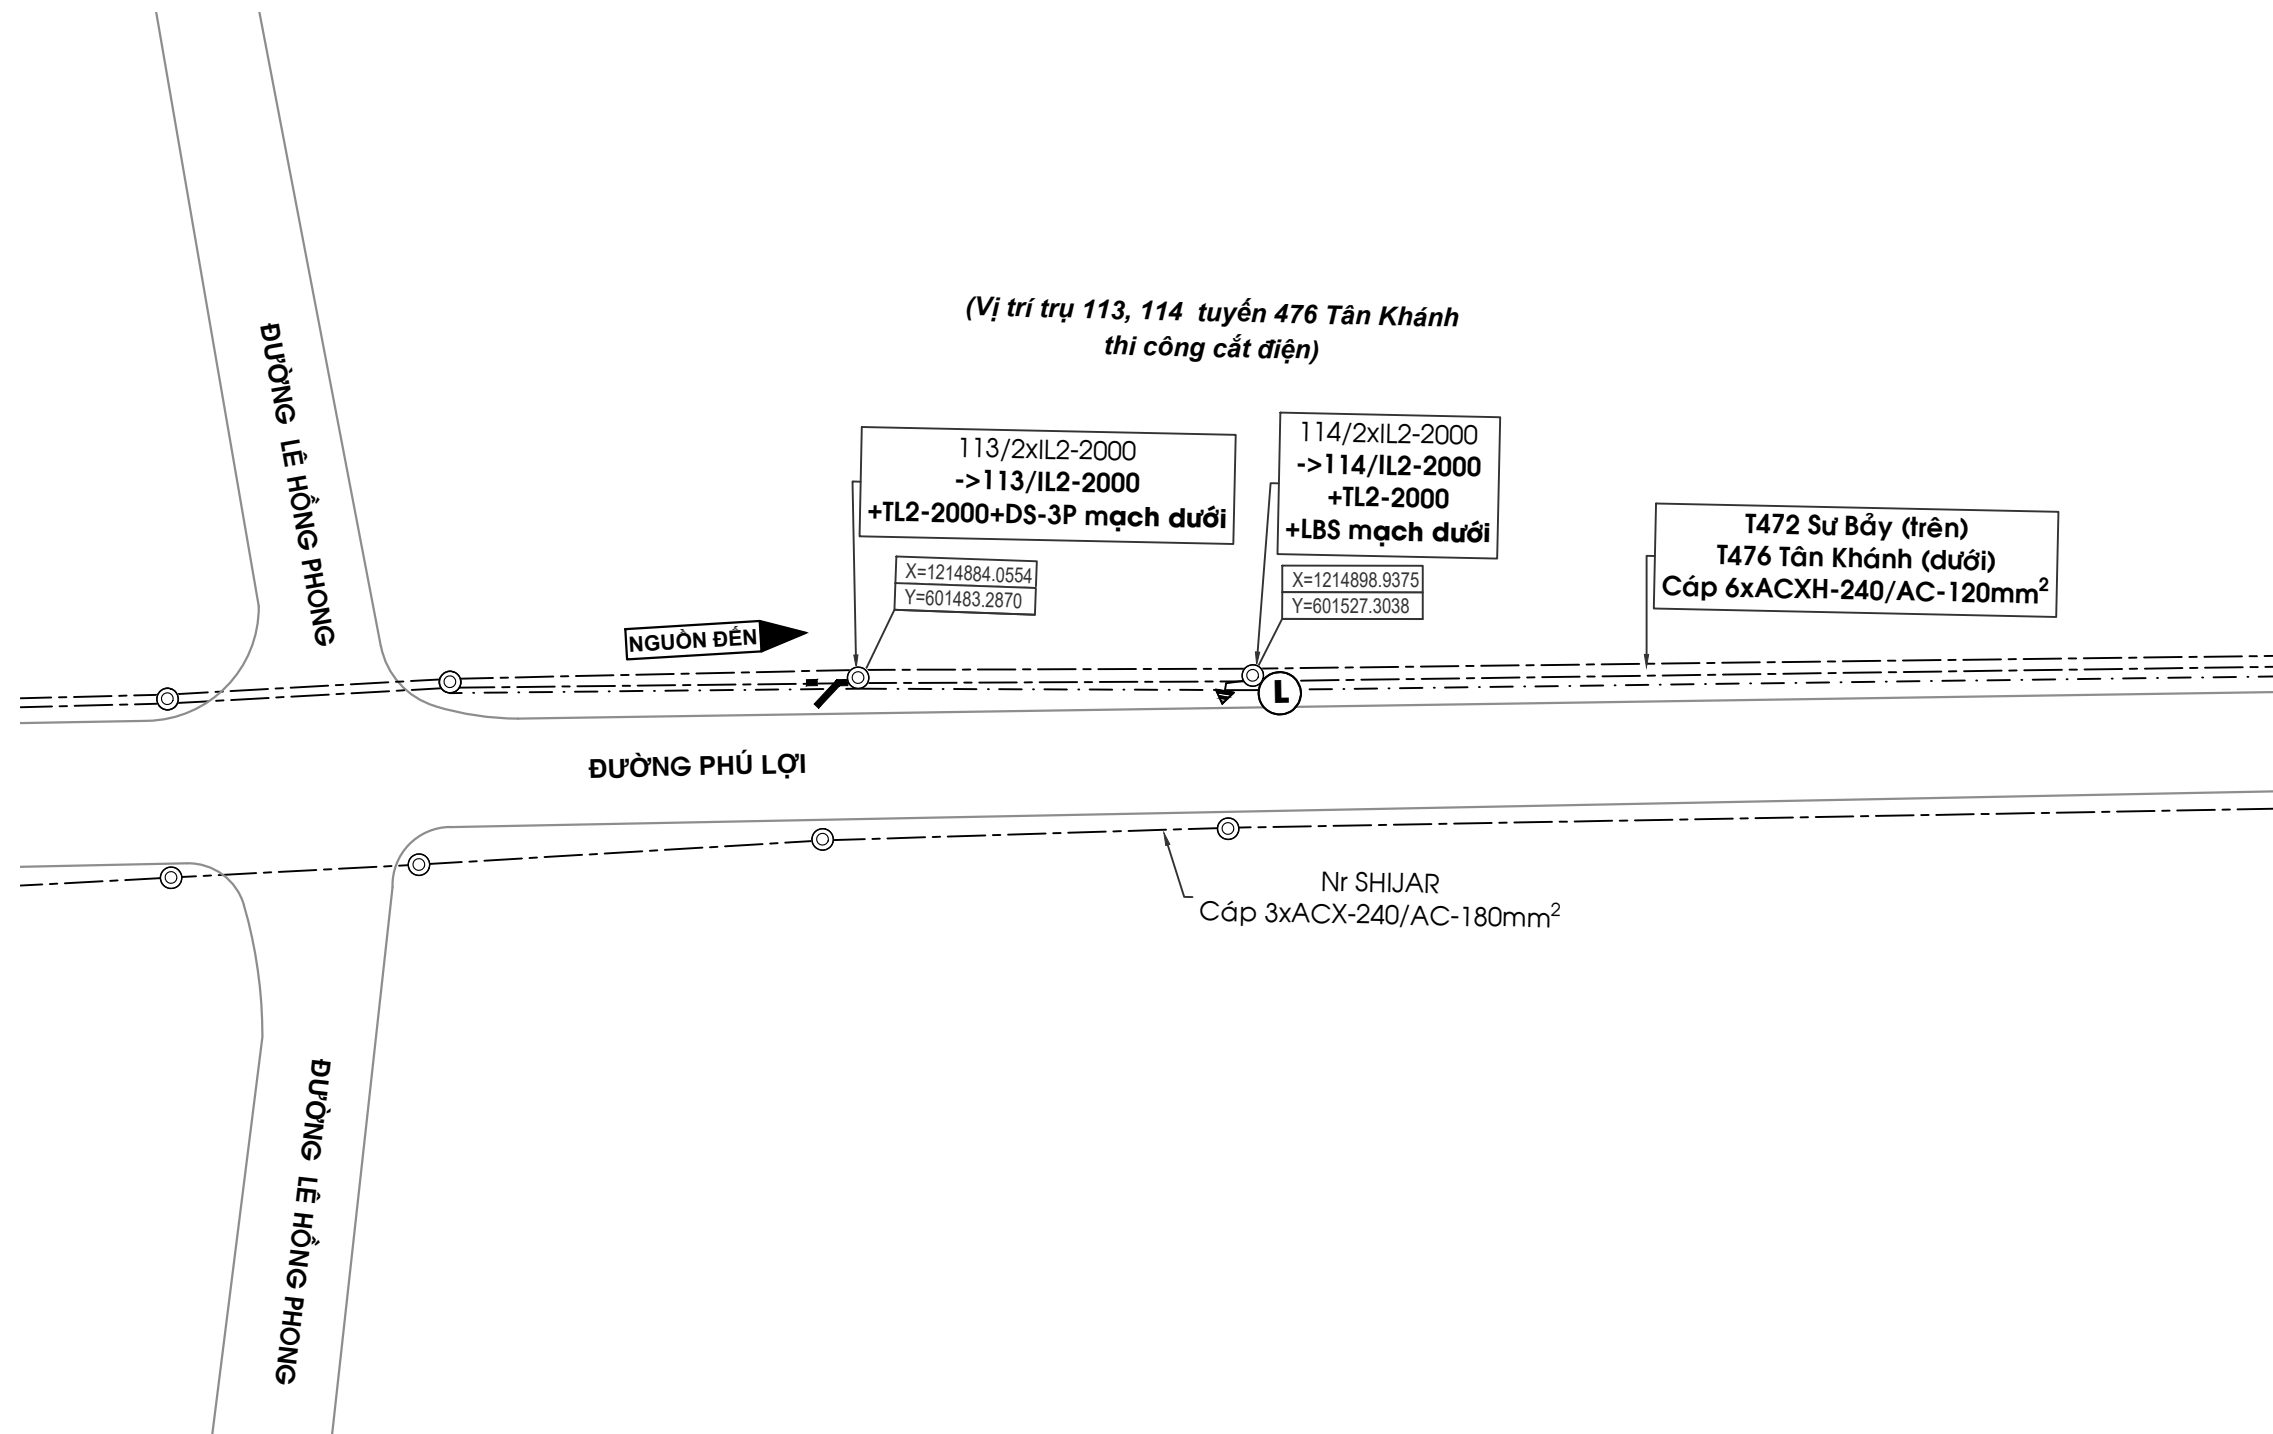 (Vị trí trụ 113, 114 tuyến 476 Tân Khánh
thi công cắt điện)
ĐƯỜNG LÊ HỒNG PHONG
113/2xIL2-2000
->113/IL2-2000
+TL2-2000+DS-3P mạch dưới
114/2xIL2-2000
->114/IL2-2000
+TL2-2000
+LBS mạch dưới
T472 Sư Bảy (trên)
T476 Tân Khánh (dưới)
Cáp 6xACXH-240/AC-120mm²
X=1214884.0554
Y=601483.2870
X=1214898.9375
Y=601527.3038
NGUỒN ĐẾN
L
ĐƯỜNG PHÚ LỢI
Nr SHIJAR
Cáp 3xACX-240/AC-180mm²
ĐƯỜNG LÊ HỒNG PHONG